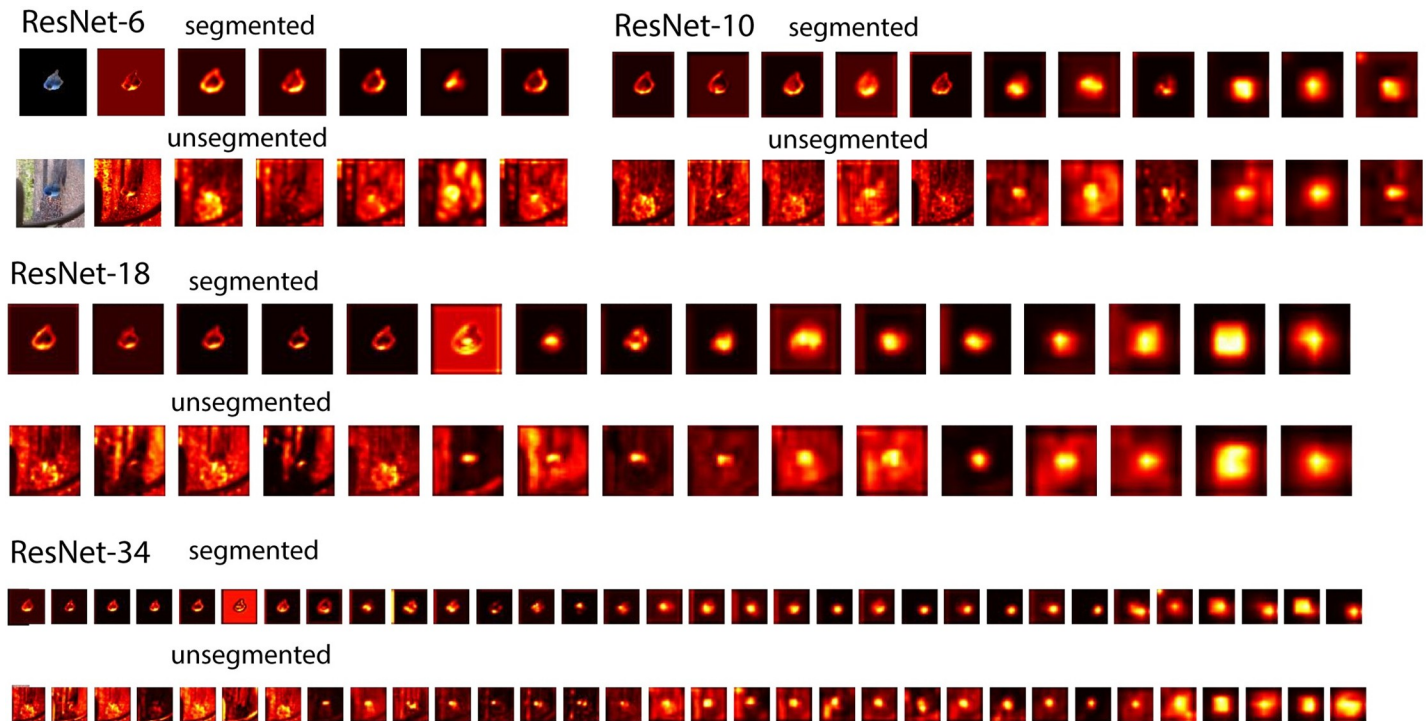 ResNet-6 segmented
unsegmented
ResNet-10 segmented
unsegmented
ResNet-18 segmented
unsegmented
ResNet-34 segmented
unsegmented